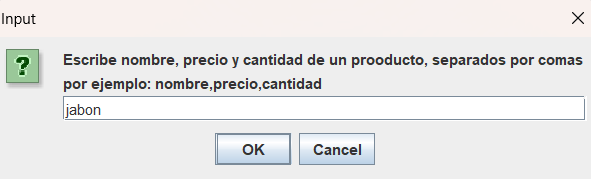 Input
Escribe nombre, precio y cantidad de un prooducto, separados por comas
por ejemplo: nombre,precio,cantidad
jabon
OK Cancel